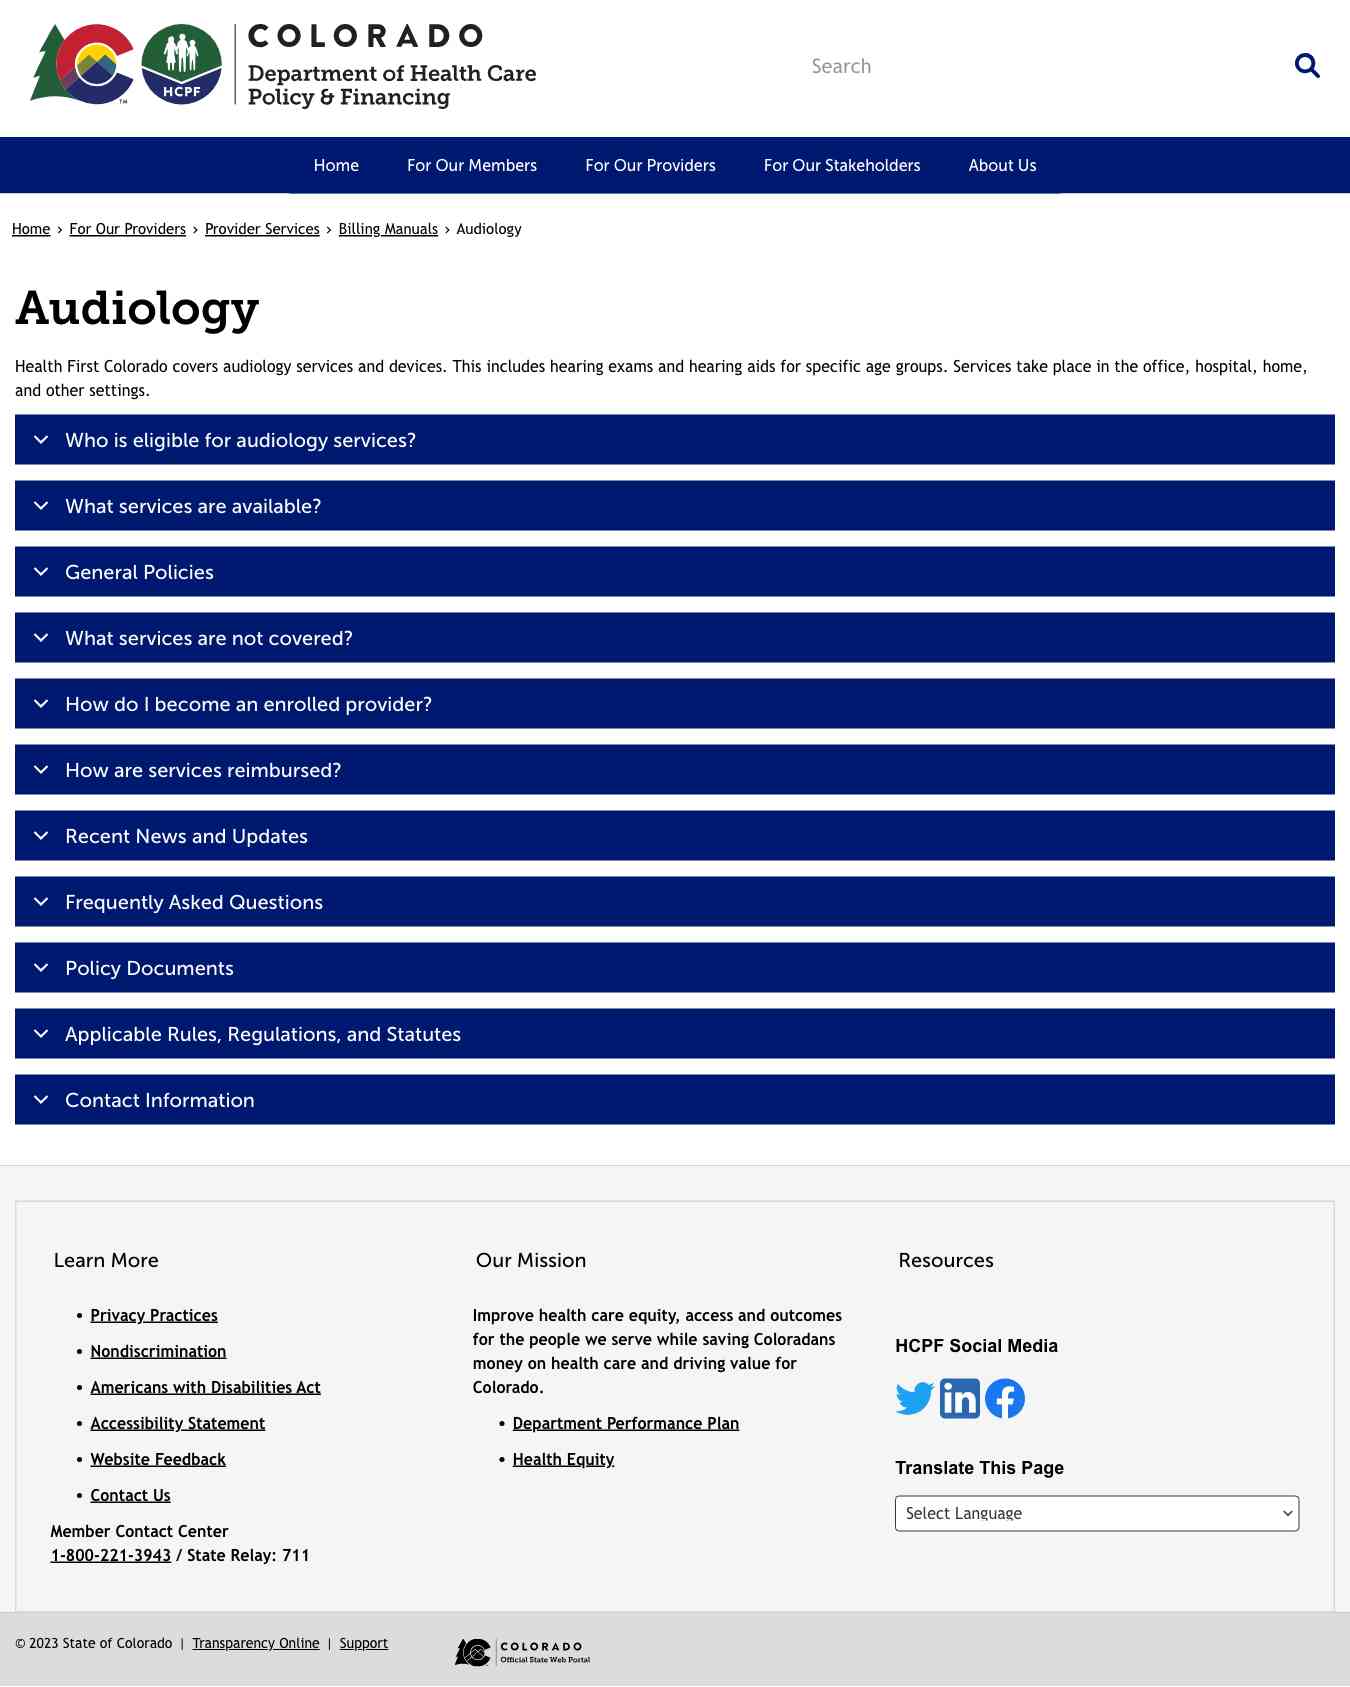 COLORADO
Department of Health Care
Policy & Financing
HCPF
TM
Search
Home For Our Members For Our Providers For Our Stakeholders About Us
Home › For Our Providers › Provider Services › Billing Manuals › Audiology
Audiology
Health First Colorado covers audiology services and devices. This includes hearing exams and hearing aids for specific age groups. Services take place in the office, hospital, home,
and other settings.
Who is eligible for audiology services?
What services are available?
General Policies
What services are not covered?
How do I become an enrolled provider?
How are services reimbursed?
Recent News and Updates
Frequently Asked Questions
Policy Documents
Applicable Rules, Regulations, and Statutes
Contact Information
Learn More
• Privacy Practices
• Nondiscrimination
• Americans with Disabilities Act
• Accessibility Statement
• Website Feedback
• Contact Us
Member Contact Center
1-800-221-3943 / State Relay: 711
Our Mission
Improve health care equity, access and outcomes
for the people we serve while saving Coloradans
money on health care and driving value for
Colorado.
• Department Performance Plan
• Health Equity
Resources
HCPF Social Media
in
Translate This Page
Select Language
© 2023 State of Colorado | Transparency Online | Support
COLORADO
Official State Web Portal